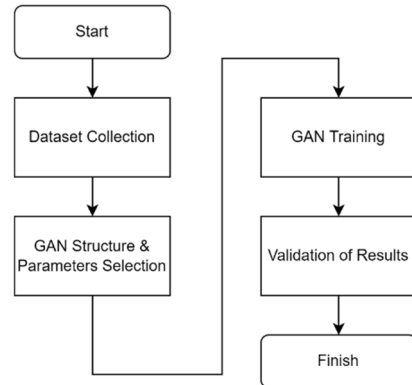 Start
Dataset Collection
GAN Structure &
Parameters Selection
GAN Training
Validation of Results
Finish